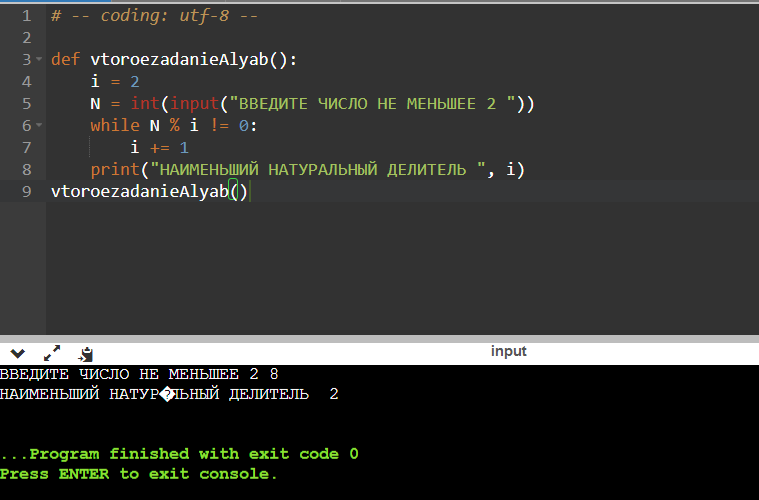 1 # -- coding: utf-8 --
2
3 def vtoroezadanieAlyab():
4     i = 2
5     N = int(input("ВВЕДИТЕ ЧИСЛО НЕ МЕНЬШЕЕ 2 "))
6     while N % i != 0:
7         i += 1
8     print("НАИМЕНЬШИЙ НАТУРАЛЬНЫЙ ДЕЛИТЕЛЬ ", i)
9 vtoroezadanieAlyab()
input
ВВЕДИТЕ ЧИСЛО НЕ МЕНЬШЕЕ 2 8
НАИМЕНЬШИЙ НАТУР�ЛЬНЫЙ ДЕЛИТЕЛЬ  2
...Program finished with exit code 0
Press ENTER to exit console.